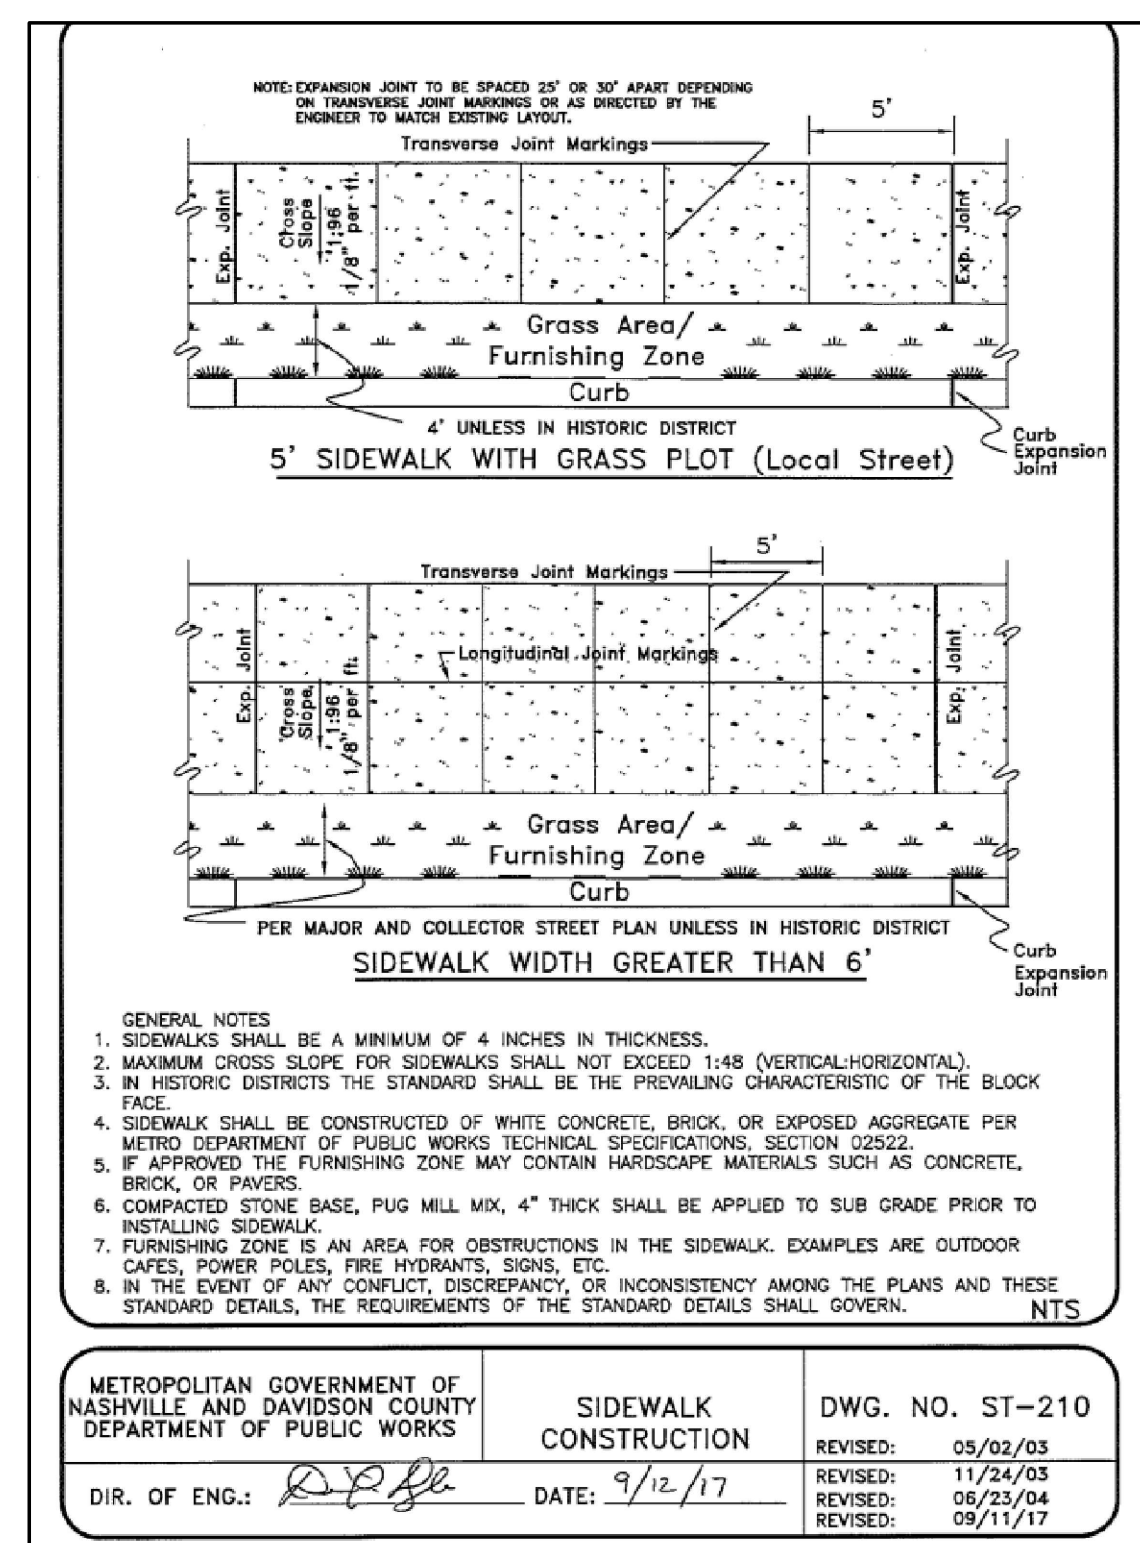 NOTE: EXPANSION JOINT TO BE SPACED 25' OR 30' APART DEPENDING
ON TRANSVERSE JOINT MARKINGS OR AS DIRECTED BY THE
ENGINEER TO MATCH EXISTING LAYOUT.
5'
Transverse Joint Markings
Exp. Joint
Cross
Slope
1:96
1/8" per ft.
Exp. Joint
Grass Area/
Furnishing Zone
Curb
4' UNLESS IN HISTORIC DISTRICT
Curb
Expansion
Joint
5' SIDEWALK WITH GRASS PLOT (Local Street)
5'
Transverse Joint Markings
Longitudinal Joint Markings
Exp. Joint
Cross
Slope
1:96
1/8" per ft.
Exp. Joint
Grass Area/
Furnishing Zone
Curb
PER MAJOR AND COLLECTOR STREET PLAN UNLESS IN HISTORIC DISTRICT
Curb
Expansion
Joint
SIDEWALK WIDTH GREATER THAN 6'
GENERAL NOTES
1. SIDEWALKS SHALL BE A MINIMUM OF 4 INCHES IN THICKNESS.
2. MAXIMUM CROSS SLOPE FOR SIDEWALKS SHALL NOT EXCEED 1:48 (VERTICAL:HORIZONTAL).
3. IN HISTORIC DISTRICTS THE STANDARD SHALL BE THE PREVAILING CHARACTERISTIC OF THE BLOCK
FACE.
4. SIDEWALK SHALL BE CONSTRUCTED OF WHITE CONCRETE, BRICK, OR EXPOSED AGGREGATE PER
METRO DEPARTMENT OF PUBLIC WORKS TECHNICAL SPECIFICATIONS, SECTION 02522.
5. IF APPROVED THE FURNISHING ZONE MAY CONTAIN HARDSCAPE MATERIALS SUCH AS CONCRETE,
BRICK, OR PAVERS.
6. COMPACTED STONE BASE, PUG MILL MIX, 4" THICK SHALL BE APPLIED TO SUB GRADE PRIOR TO
INSTALLING SIDEWALK.
7. FURNISHING ZONE IS AN AREA FOR OBSTRUCTIONS IN THE SIDEWALK. EXAMPLES ARE OUTDOOR
CAFES, POWER POLES, FIRE HYDRANTS, SIGNS, ETC.
8. IN THE EVENT OF ANY CONFLICT, DISCREPANCY, OR INCONSISTENCY AMONG THE PLANS AND THESE
STANDARD DETAILS, THE REQUIREMENTS OF THE STANDARD DETAILS SHALL GOVERN.
NTS
METROPOLITAN GOVERNMENT OF
NASHVILLE AND DAVIDSON COUNTY
DEPARTMENT OF PUBLIC WORKS
SIDEWALK
CONSTRUCTION
DWG. NO. ST-210
REVISED: 05/02/03
REVISED: 11/24/03
REVISED: 06/23/04
REVISED: 09/11/17
DIR. OF ENG.:
DATE: 9/12/17